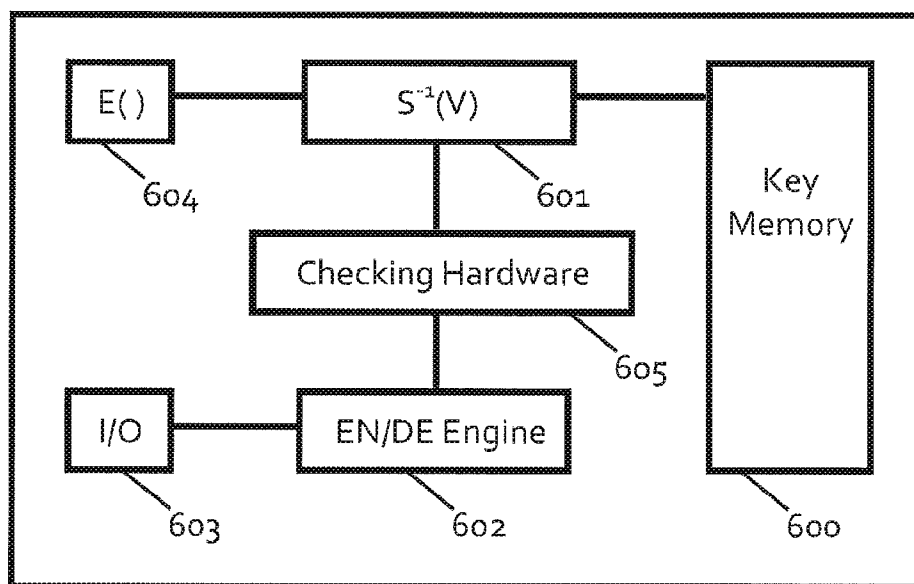 E( )
S⁻¹(V)
Key
Memory
604
601
Checking Hardware
605
I/O
EN/DE Engine
603
602
600